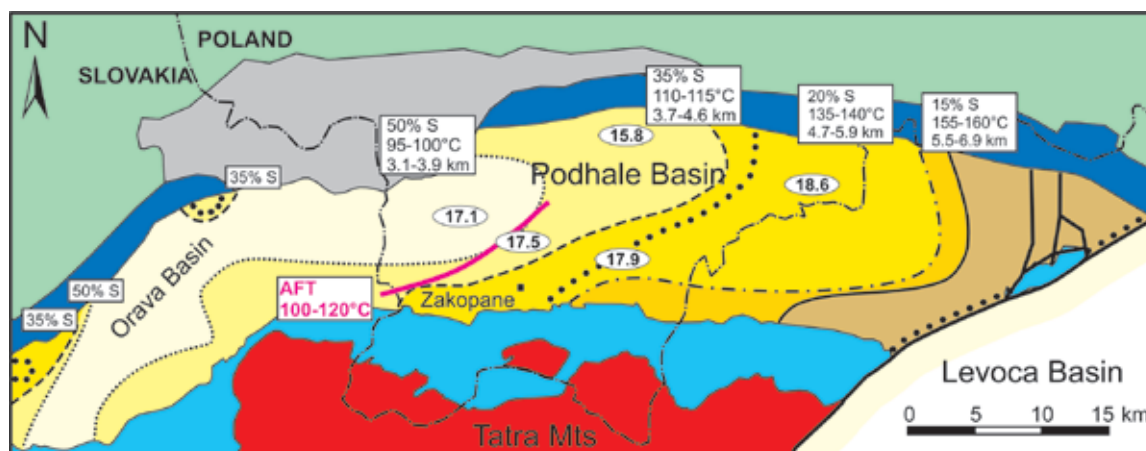 N
POLAND
SLOVAKIA
50% S
95-100°C
3.1-3.9 km
35% S
110-115°C
3.7-4.6 km
20% S
135-140°C
4.7-5.9 km
15% S
155-160°C
5.5-6.9 km
15.8
35% S
Podhale Basin
18.6
17.1
17.5
17.9
Orava Basin
50% S
35% S
AFT
100-120°C
Zakopane
Levoca Basin
0 5 10 15 km
Tatra Mts